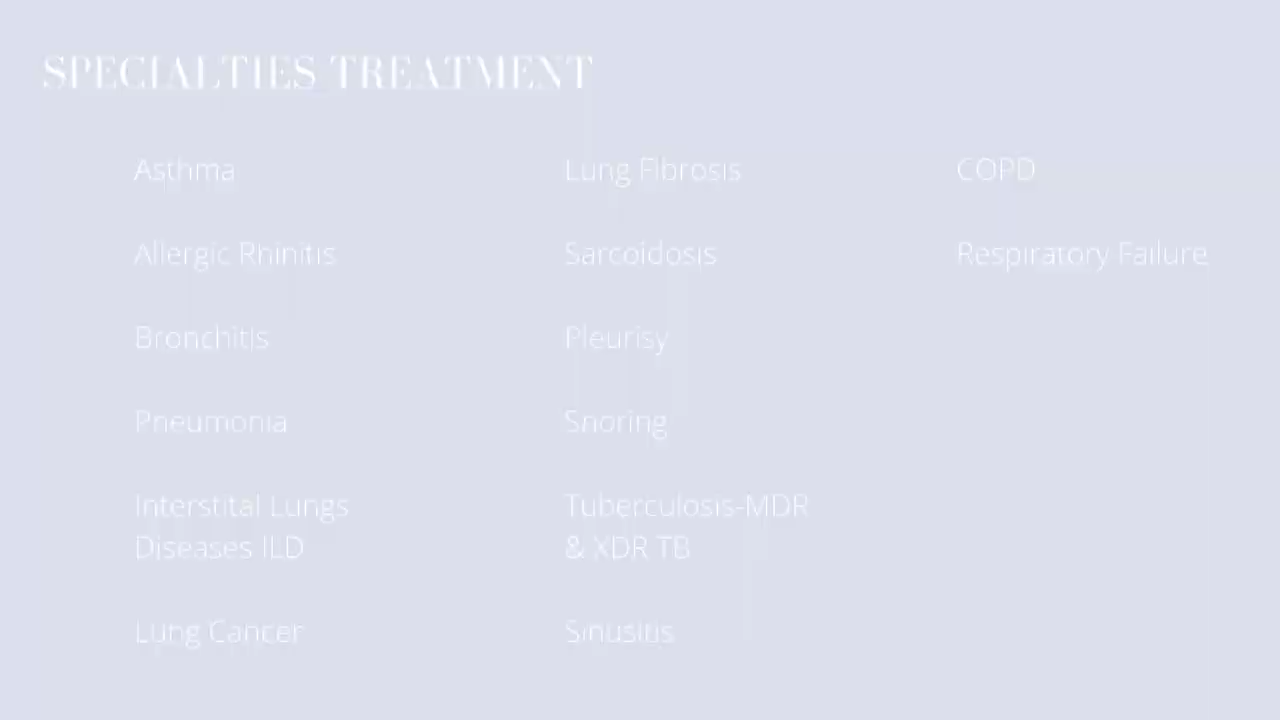 SPECIALTIES TREATMENT
Asthma
Allergic Rhinitis
Bronchitis
Pneumonia
Interstital Lungs
Diseases ILD
Lung Cancer
Lung Fibrosis
Sarcoidosis
Pleurisy
Snoring
Tuberculosis-MDR
& XDR TB
Sinusitis
COPD
Respiratory Failure